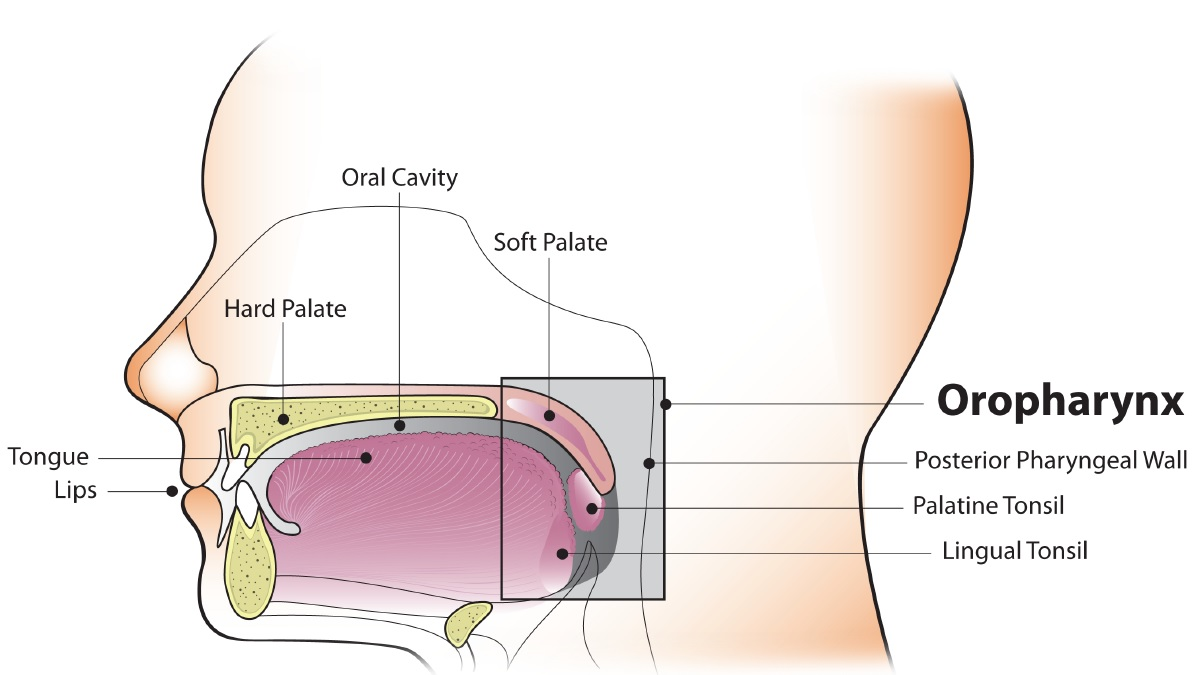 Oral Cavity
Soft Palate
Hard Palate
Oropharynx
Tongue
Posterior Pharyngeal Wall
Lips
Palatine Tonsil
Lingual Tonsil